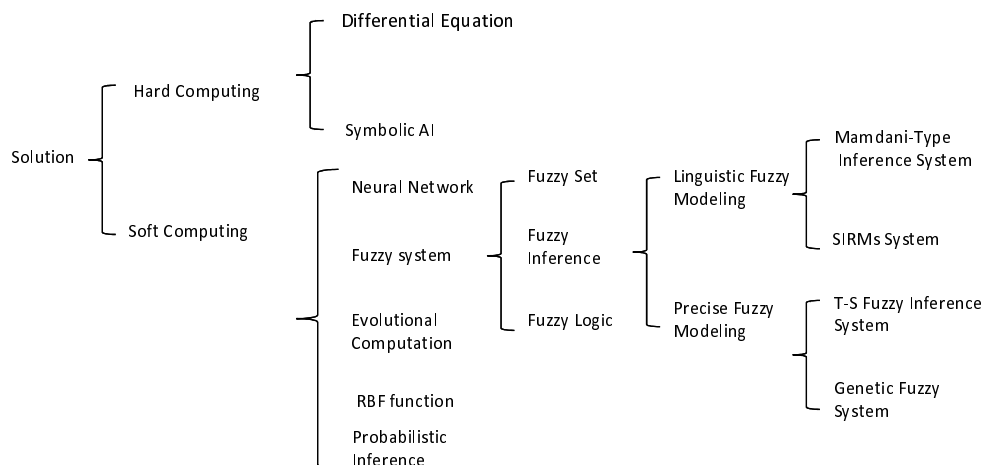 Differential Equation
Hard Computing
Symbolic AI
Solution
Soft Computing
Neural Network
Fuzzy system
Evolutional
Computation
RBF function
Probabilistic
Inference
Fuzzy Set
Fuzzy
Inference
Fuzzy Logic
Linguistic Fuzzy
Modeling
Precise Fuzzy
Modeling
Mamdani-Type
Inference System
SIRMs System
T-S Fuzzy Inference
System
Genetic Fuzzy
System